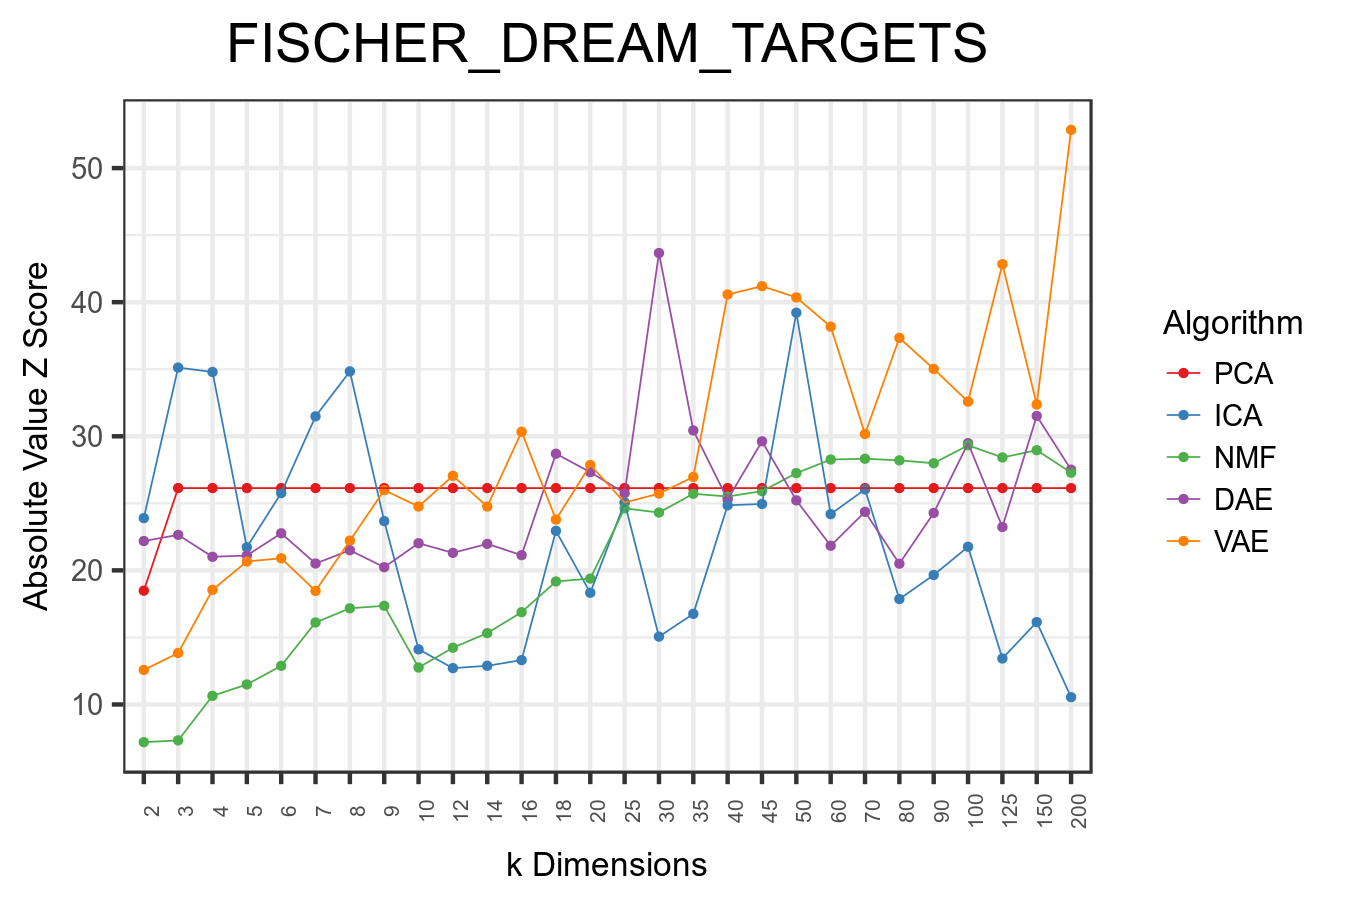 FISCHER_DREAM_TARGETS
Absolute Value Z Score
50
40
30
20
10
2 3 4 5 6 7 8 9 10 12 14 16 18 20 25 30 35 40 45 50 60 70 80 90 100 125 150 200
k Dimensions
Algorithm
PCA
ICA
NMF
DAE
VAE